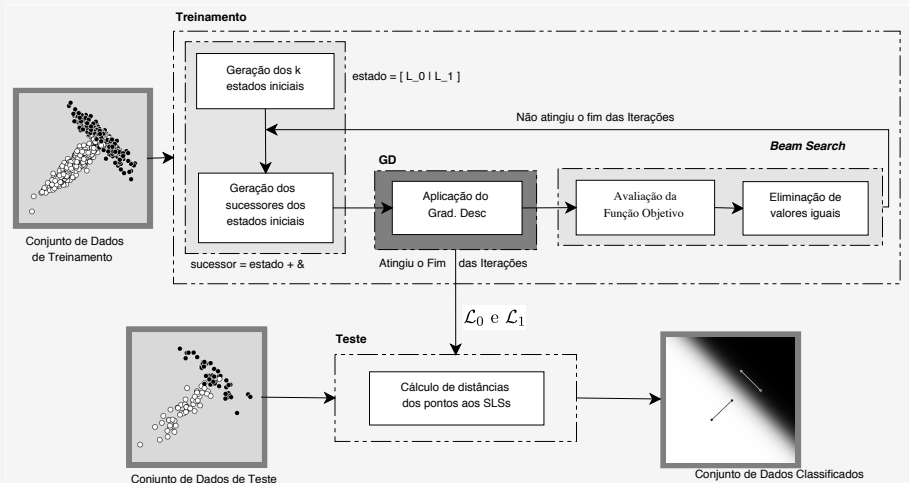 Treinamento
Geração dos k
estados iniciais
estado = [ L_0 | L_1 ]
Não atingiu o fim das Iterações
Beam Search
GD
Geração dos
sucessores dos
estados iniciais
Aplicação do
Grad. Desc
Avaliação da
Função Objetivo
Eliminação de
valores iguais
Conjunto de Dados
de Treinamento
sucessor = estado + &
Atingiu o Fim das Iterações
ℒ₀ e ℒ₁
Teste
Cálculo de distâncias
dos pontos aos SLSs
Conjunto de Dados de Teste
Conjunto de Dados Classificados